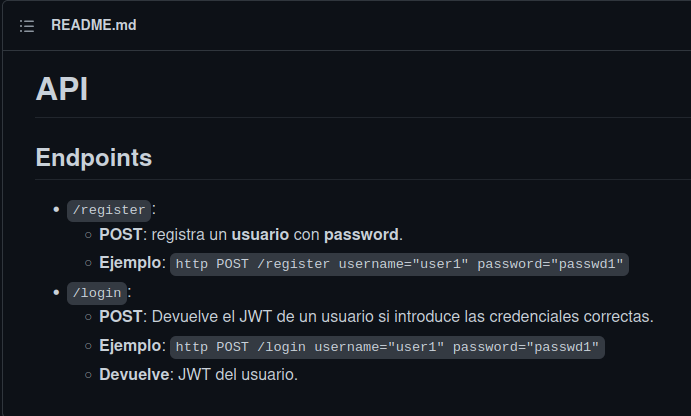 README.md
API
Endpoints
/register:
POST: registra un usuario con password.
Ejemplo: http POST /register username="user1" password="passwd1"
/login:
POST: Devuelve el JWT de un usuario si introduce las credenciales correctas.
Ejemplo: http POST /login username="user1" password="passwd1"
Devuelve: JWT del usuario.